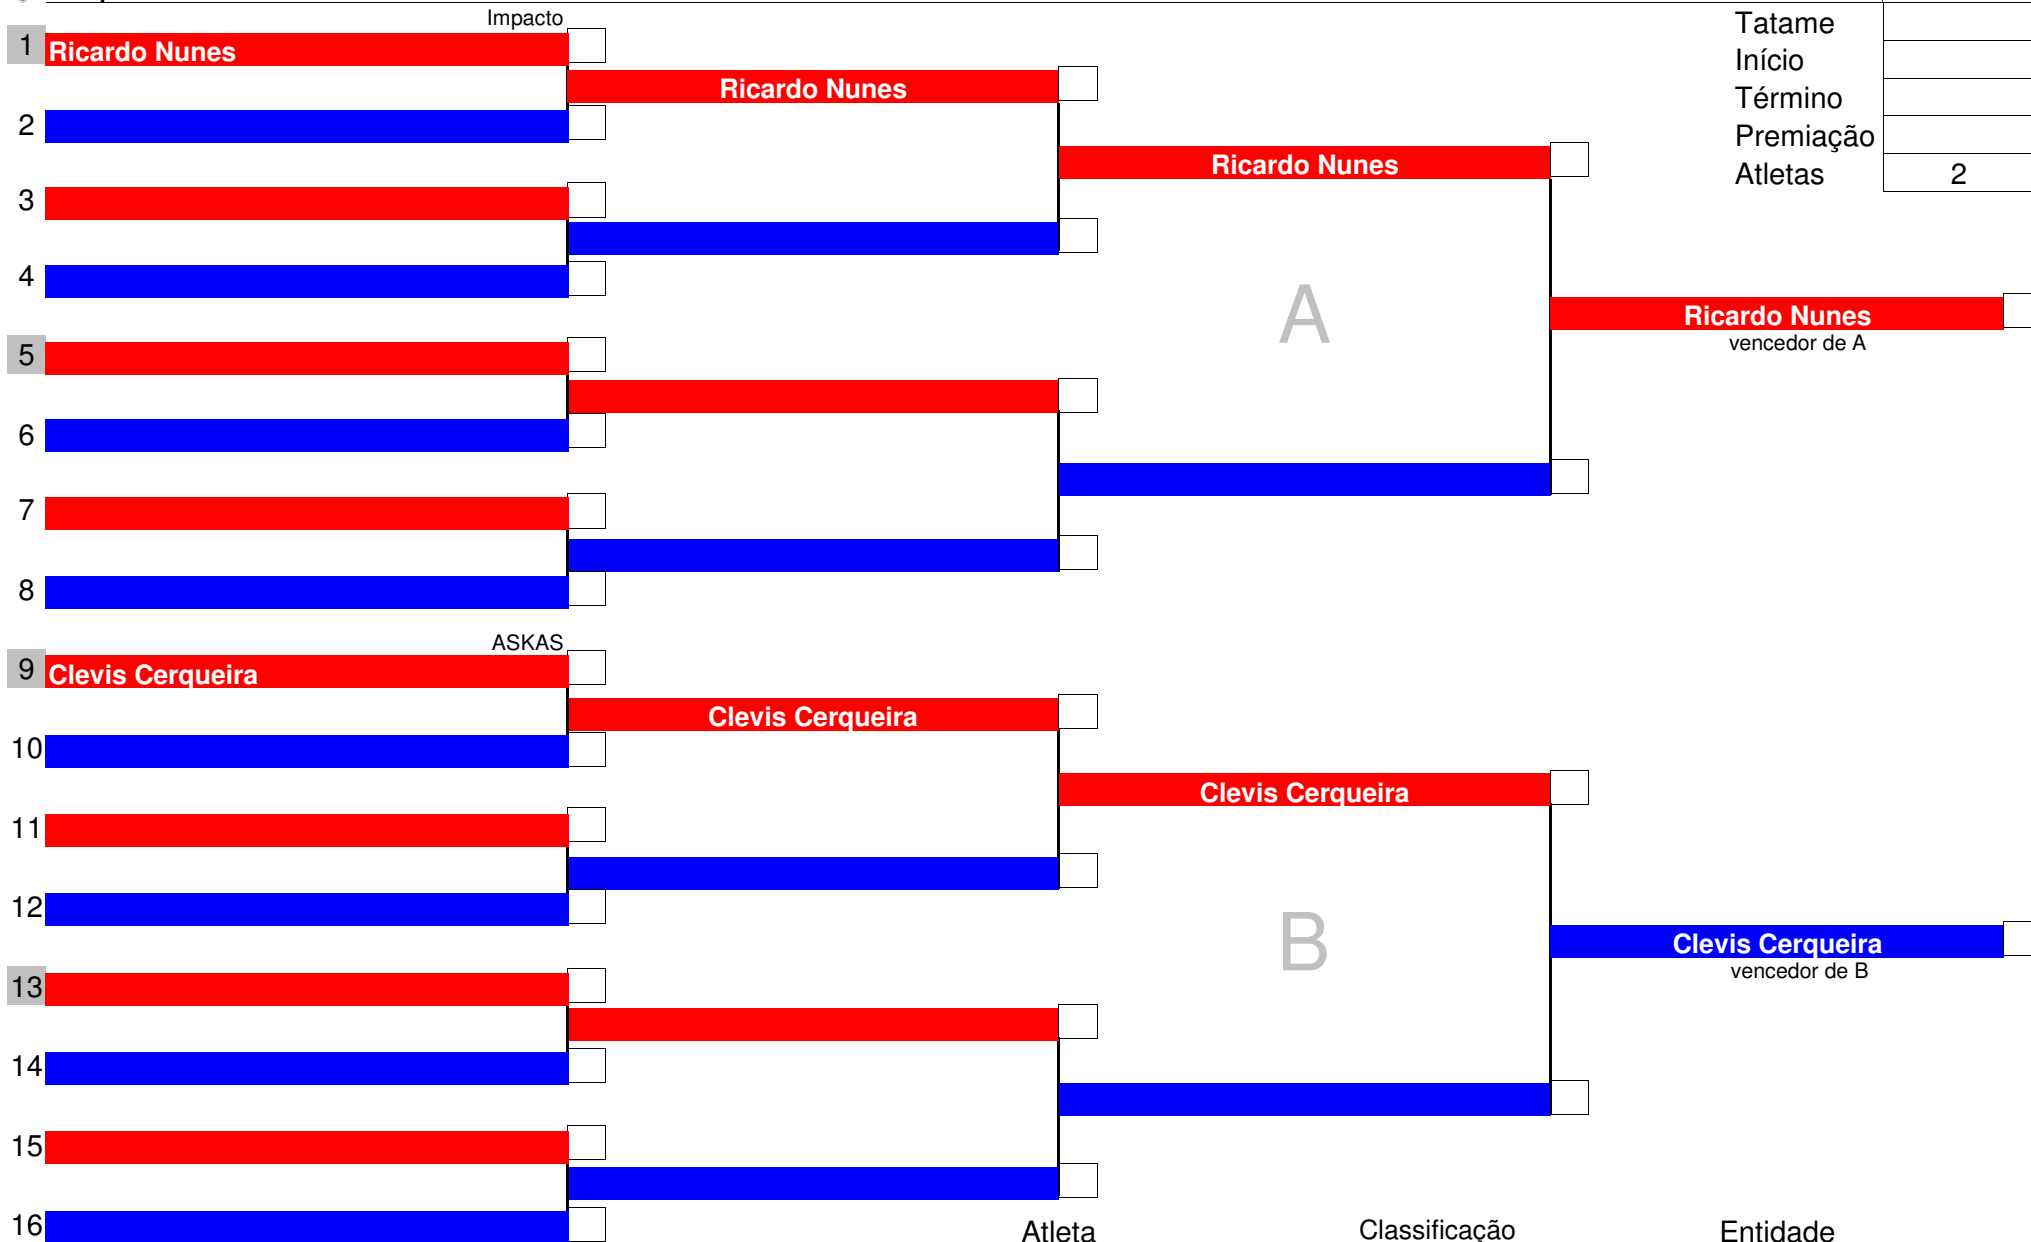 Impacto
Tatame
1 Ricardo Nunes
Início
Ricardo Nunes
Término
2
Premiação
Ricardo Nunes
Atletas 2
3
4
A
Ricardo Nunes
vencedor de A
5
6
7
8
ASKAS
9 Clevis Cerqueira
Clevis Cerqueira
10
Clevis Cerqueira
11
12
B
Clevis Cerqueira
vencedor de B
13
14
15
16
Atleta Classificação Entidade